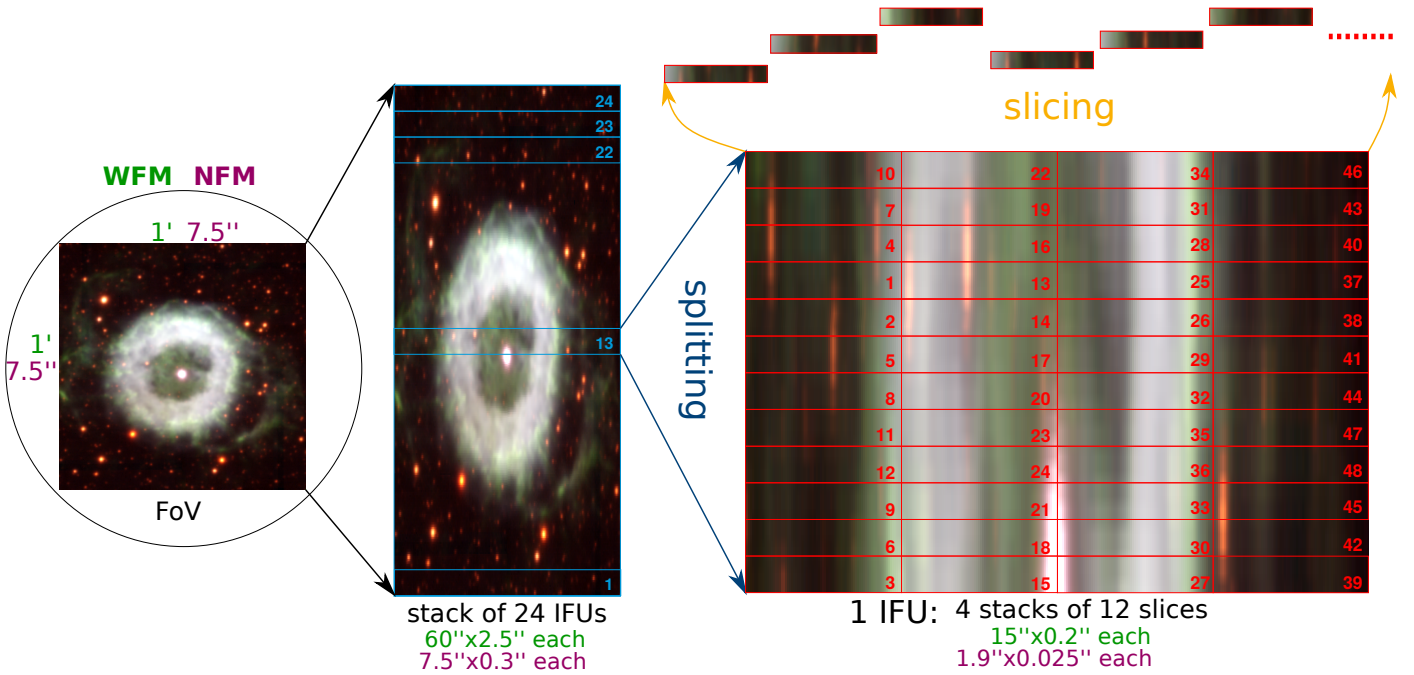 WFM NFM
1' 7.5''
1'
7.5''
FoV
24
23
22
13
1
stack of 24 IFUs
60''x2.5'' each
7.5''x0.3'' each
splitting
slicing
10 22 34 46
7 19 31 43
4 16 28 40
1 13 25 37
2 14 26 38
5 17 29 41
8 20 32 44
11 23 35 47
12 24 36 48
9 21 33 45
6 18 30 42
3 15 27 39
1 IFU: 4 stacks of 12 slices
15''x0.2'' each
1.9''x0.025'' each